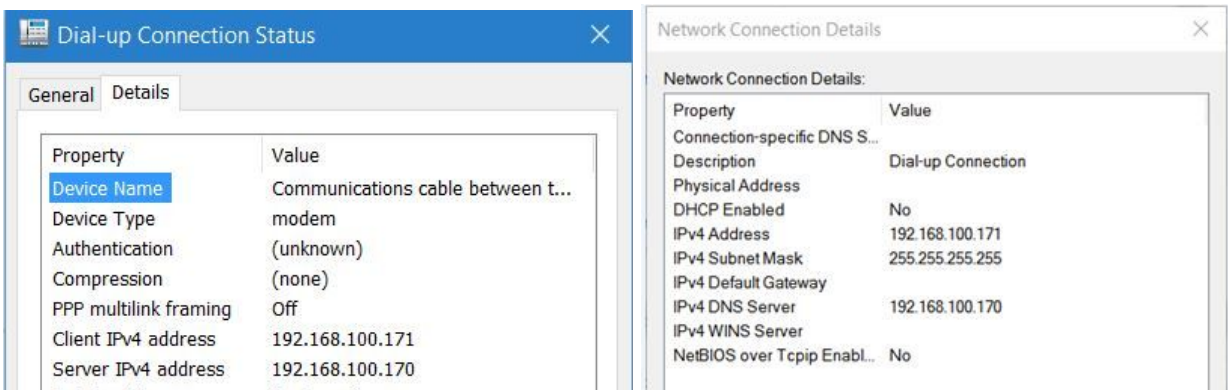 Dial-up Connection Status
General Details
Property Value
Device Name Communications cable between t...
Device Type modem
Authentication (unknown)
Compression (none)
PPP multilink framing Off
Client IPv4 address 192.168.100.171
Server IPv4 address 192.168.100.170
Network Connection Details
Network Connection Details:
Property Value
Connection-specific DNS S...
Description Dial-up Connection
Physical Address
DHCP Enabled No
IPv4 Address 192.168.100.171
IPv4 Subnet Mask 255.255.255.255
IPv4 Default Gateway
IPv4 DNS Server 192.168.100.170
IPv4 WINS Server
NetBIOS over Tcpip Enabl... No